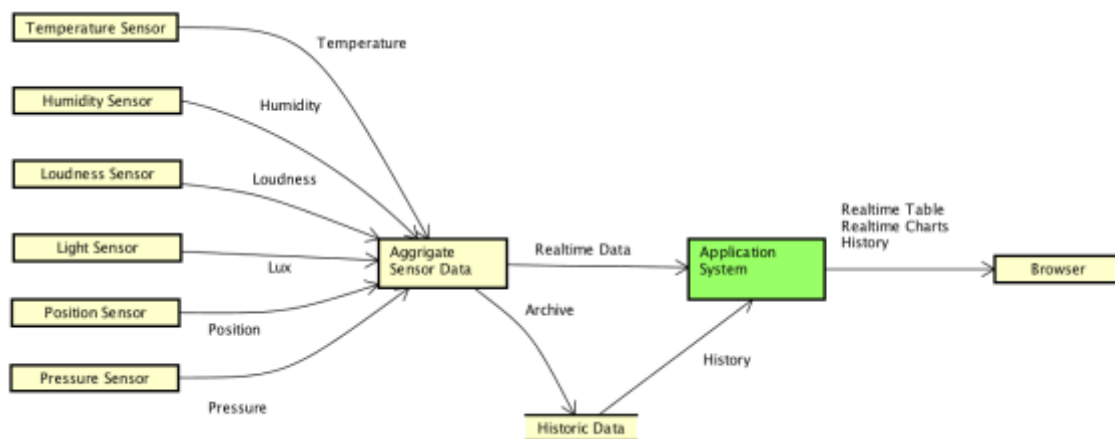 Temperature Sensor
Temperature
Humidity Sensor
Humidity
Loudness Sensor
Loudness
Light Sensor
Lux
Position Sensor
Position
Pressure Sensor
Pressure
Aggrigate
Sensor Data
Realtime Data
Archive
Historic Data
History
Application
System
Realtime Table
Realtime Charts
History
Browser